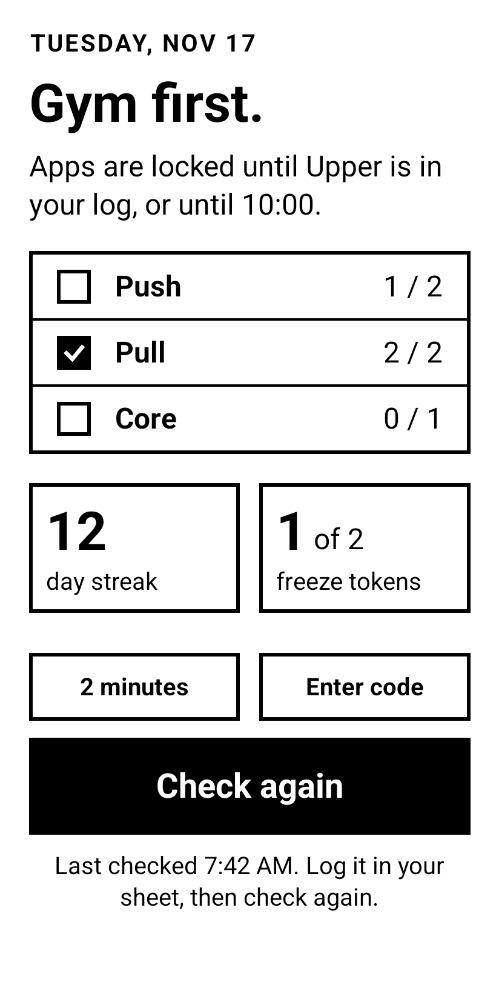 TUESDAY, NOV 17
Gym first.
Apps are locked until Upper is in
your log, or until 10:00.
Push 1 / 2
Pull 2 / 2
Core 0 / 1
12
day streak
1 of 2
freeze tokens
2 minutes
Enter code
Check again
Last checked 7:42 AM. Log it in your
sheet, then check again.